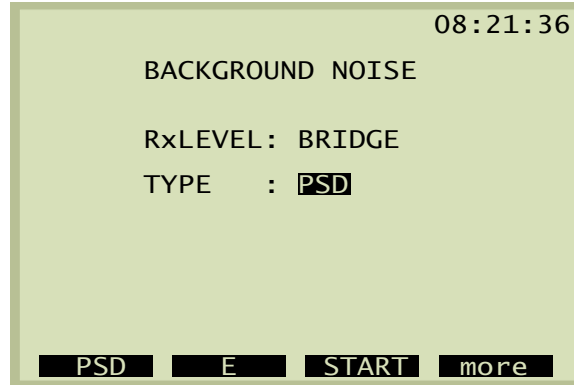 08:21:36
BACKGROUND NOISE
RxLEVEL: BRIDGE
TYPE : PSD
PSD E START more